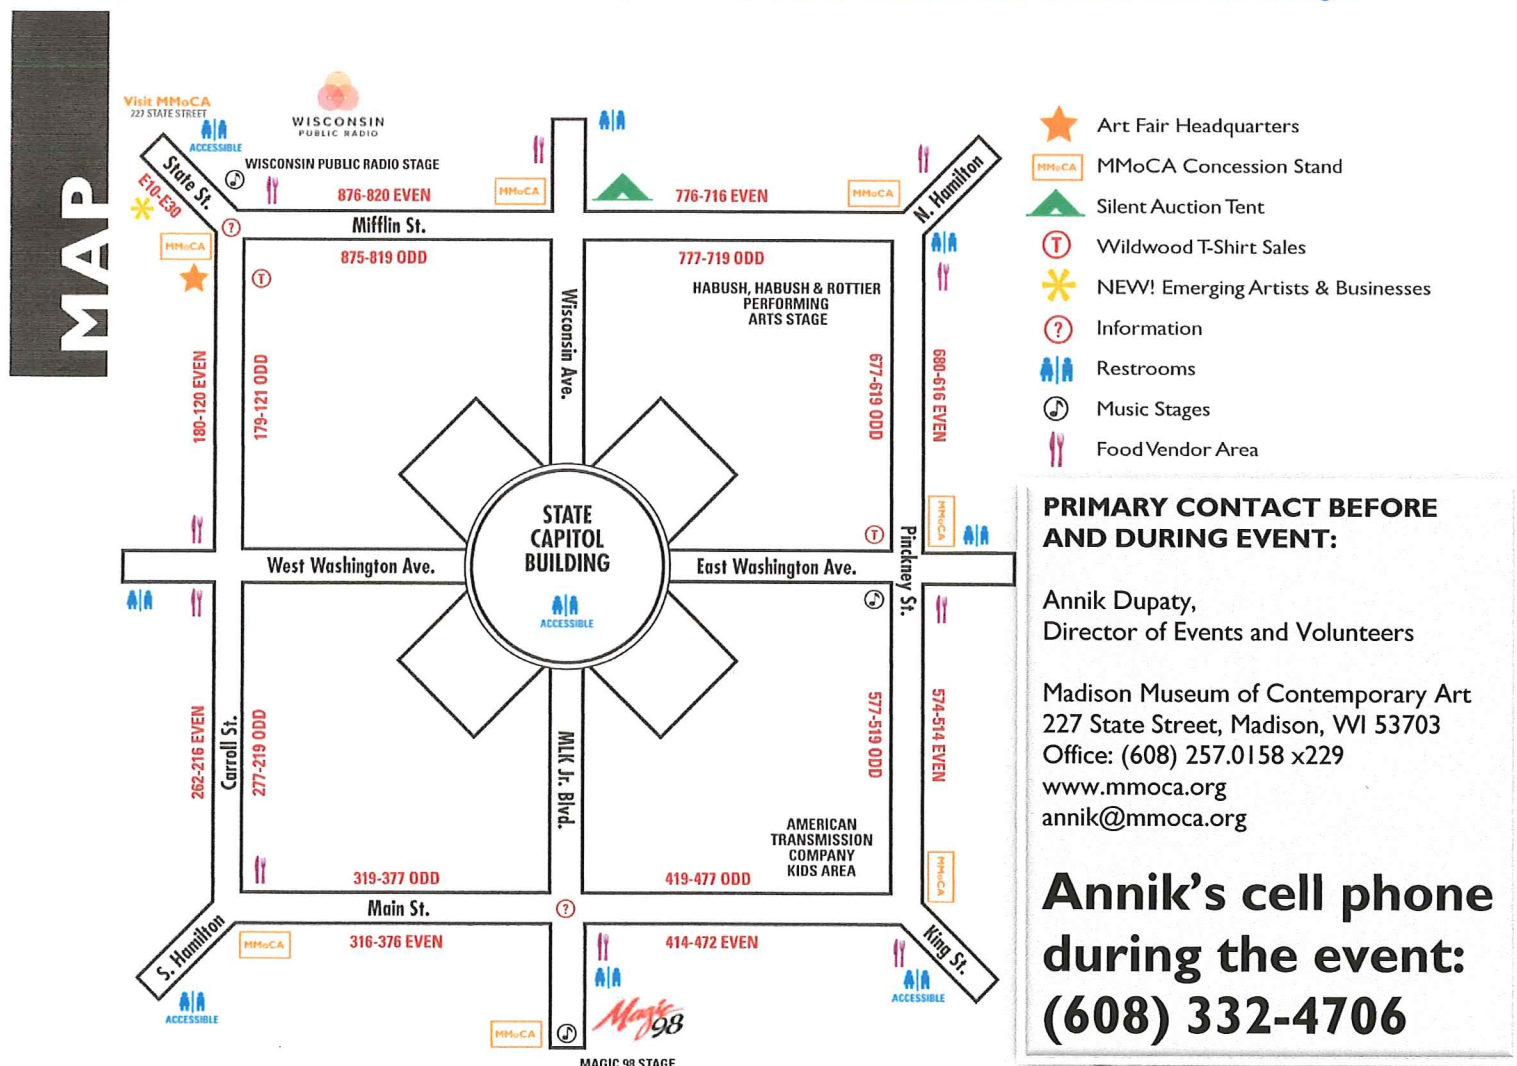 MAP
Visit MMoCA
227 STATE STREET
ACCESSIBLE
WISCONSIN
PUBLIC RADIO
WISCONSIN PUBLIC RADIO STAGE
State St.
E10-E30
876-820 EVEN
MMoCA
776-716 EVEN
MMoCA
N. Hamilton
Mifflin St.
MMoCA
875-819 ODD
777-719 ODD
HABUSH, HABUSH & ROTTIER
PERFORMING
ARTS STAGE
T
?
Wisconsin Ave.
180-120 EVEN
179-121 ODD
677-619 ODD
680-616 EVEN
STATE
CAPITOL
BUILDING
ACCESSIBLE
West Washington Ave.
East Washington Ave.
T
MMoCA
Pinckney St.
262-216 EVEN
Carroll St.
277-219 ODD
MLK Jr. Blvd.
577-519 ODD
574-514 EVEN
AMERICAN
TRANSMISSION
COMPANY
KIDS AREA
MMoCA
319-377 ODD
419-477 ODD
Main St.
?
S. Hamilton
MMoCA
316-376 EVEN
414-472 EVEN
King St.
ACCESSIBLE
ACCESSIBLE
MMoCA
Magic
98
MAGIC 98 STAGE
Art Fair Headquarters
MMoCA MMoCA Concession Stand
Silent Auction Tent
T Wildwood T-Shirt Sales
NEW! Emerging Artists & Businesses
? Information
Restrooms
Music Stages
Food Vendor Area
PRIMARY CONTACT BEFORE
AND DURING EVENT:
Annik Dupaty,
Director of Events and Volunteers
Madison Museum of Contemporary Art
227 State Street, Madison, WI 53703
Office: (608) 257.0158 x229
www.mmoca.org
annik@mmoca.org
Annik's cell phone
during the event:
(608) 332-4706